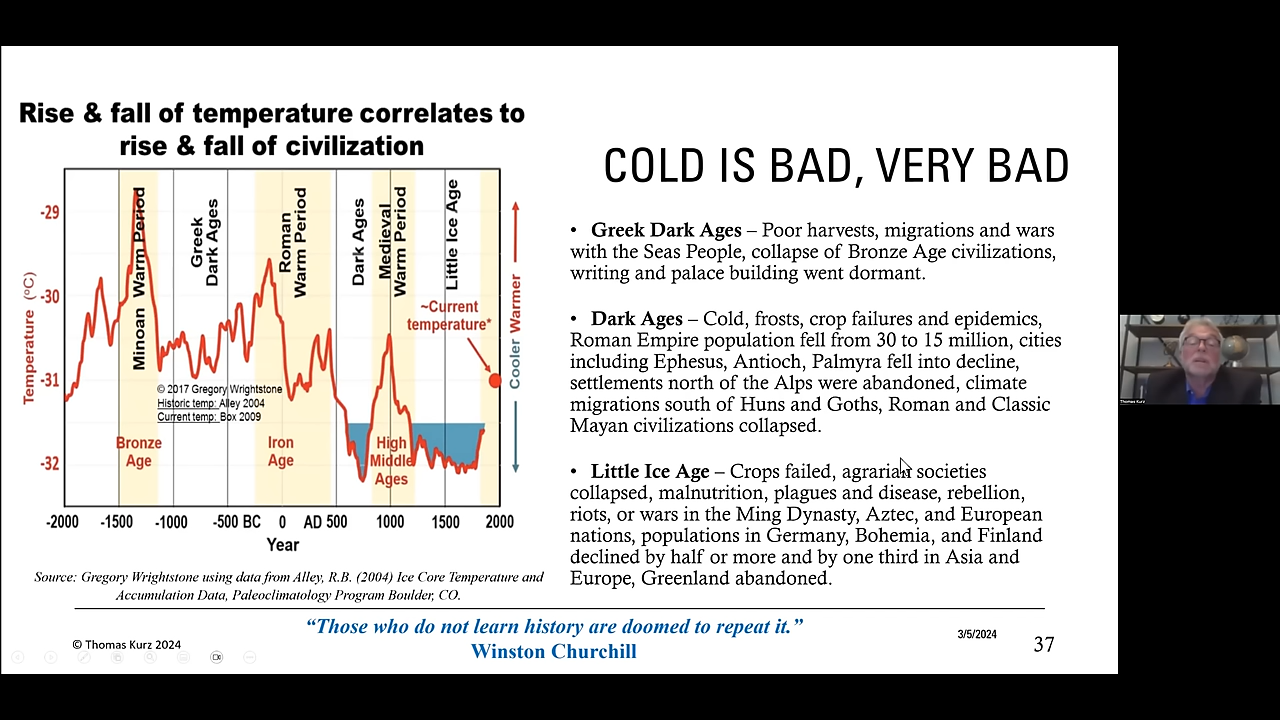 Rise & fall of temperature correlates to
rise & fall of civilization
-29
-30
-31
-32
Temperature (°C)
Minoan Warm Period
Greek
Dark Ages
Roman
Warm Period
Dark Ages
Medieval
Warm Period
Little Ice Age
~Current
temperature*
Cooler Warmer
© 2017 Gregory Wrightstone
Historic temp: Alley 2004
Current temp: Box 2009
Bronze
Age
Iron
Age
High
Middle
Ages
-2000 -1500 -1000 -500 BC 0 AD 500 1000 1500 2000
Year
Source: Gregory Wrightstone using data from Alley, R.B. (2004) Ice Core Temperature and
Accumulation Data, Paleoclimatology Program Boulder, CO.
COLD IS BAD, VERY BAD
• Greek Dark Ages – Poor harvests, migrations and wars
with the Seas People, collapse of Bronze Age civilizations,
writing and palace building went dormant.
• Dark Ages – Cold, frosts, crop failures and epidemics,
Roman Empire population fell from 30 to 15 million, cities
including Ephesus, Antioch, Palmyra fell into decline,
settlements north of the Alps were abandoned, climate
migrations south of Huns and Goths, Roman and Classic
Mayan civilizations collapsed.
• Little Ice Age – Crops failed, agrarian societies
collapsed, malnutrition, plagues and disease, rebellion,
riots, or wars in the Ming Dynasty, Aztec, and European
nations, populations in Germany, Bohemia, and Finland
declined by half or more and by one third in Asia and
Europe, Greenland abandoned.
“Those who do not learn history are doomed to repeat it.”
Winston Churchill
© Thomas Kurz 2024
3/5/2024
37
Thomas Kurz